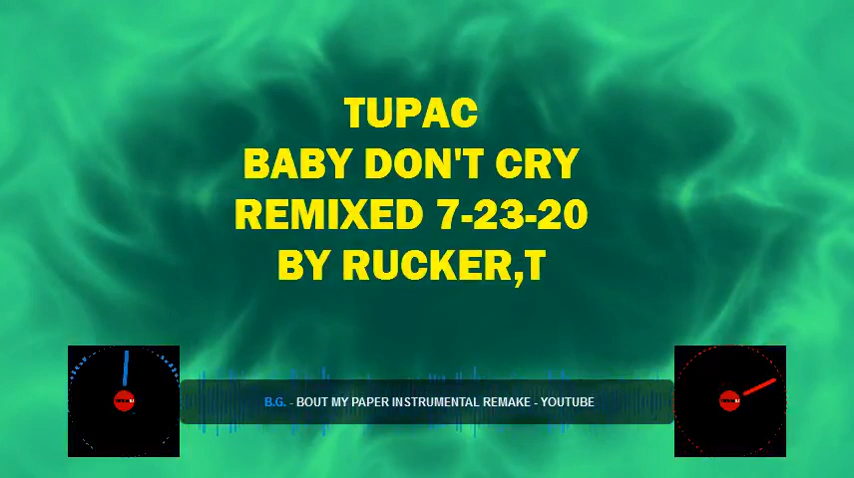 TUPAC
BABY DON'T CRY
REMIXED 7-23-20
BY RUCKER,T
B.G. - BOUT MY PAPER INSTRUMENTAL REMAKE - YOUTUBE